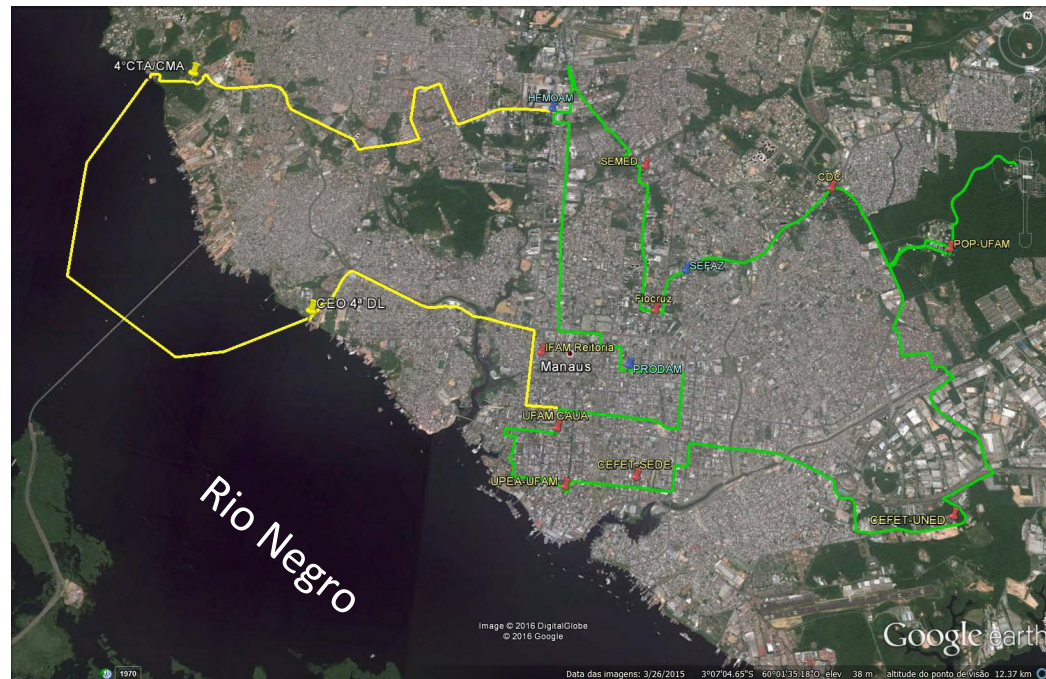 N
4°CTA/CMA
HEMOAM
SEMED
CDC
POP-UFAM
SEFAZ
Fiocruz
CEO 4ª DL
IFAM Reitoria
Manaus
PRODAM
UFAM CAUA
CEFET-SEDE
UPEA-UFAM
CEFET-UNED
Rio Negro
Image © 2016 DigitalGlobe
© 2016 Google
Google earth
1970
Data das imagens: 3/26/2015 3°07'04.65"S 60°01'35.18"O elev 38 m altitude do ponto de visão 12.37 km